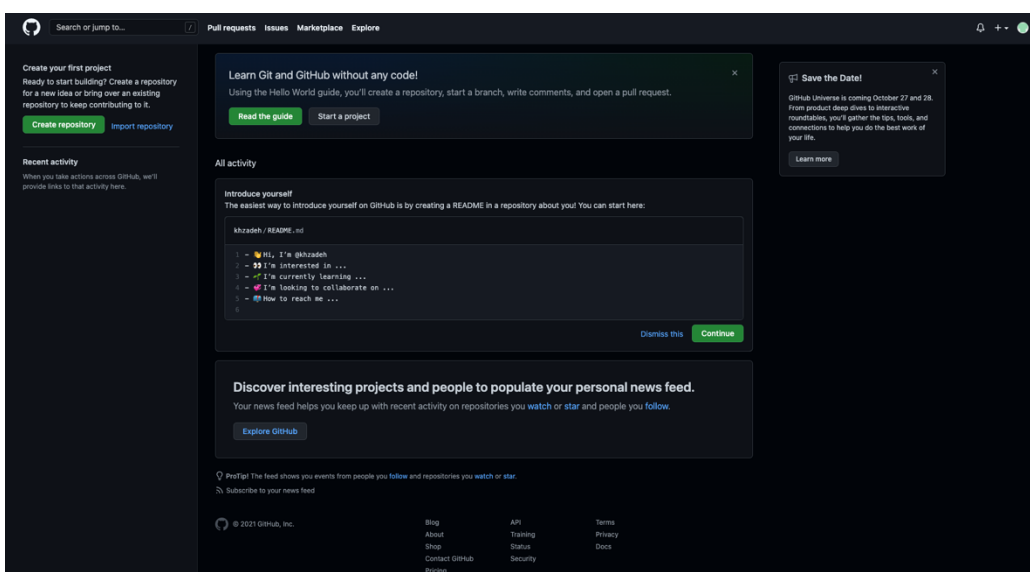 Search or jump to... /
Pull requests Issues Marketplace Explore
Create your first project
Ready to start building? Create a repository
for a new idea or bring over an existing
repository to keep contributing to it.
Create repository Import repository
Recent activity
When you take actions across GitHub, we'll
provide links to that activity here.
Learn Git and GitHub without any code!
Using the Hello World guide, you'll create a repository, start a branch, write comments, and open a pull request.
Read the guide Start a project
All activity
Introduce yourself
The easiest way to introduce yourself on GitHub is by creating a README in a repository about you! You can start here:
khzadeh/README.md
1 - 👋 Hi, I'm @khzadeh
2 - 👀 I'm interested in ...
3 - 🌱 I'm currently learning ...
4 - 💞️ I'm looking to collaborate on ...
5 - 📫 How to reach me ...
6
Dismiss this Continue
Discover interesting projects and people to populate your personal news feed.
Your news feed helps you keep up with recent activity on repositories you watch or star and people you follow.
Explore GitHub
ProTip! The feed shows you events from people you follow and repositories you watch or star.
Subscribe to your news feed
Save the Date!
GitHub Universe is coming October 27 and 28.
From product deep dives to interactive
roundtables, you'll gather the tips, tools, and
connections to help you do the best work of
your life.
Learn more
© 2021 GitHub, Inc.
Blog
About
Shop
Contact GitHub
Pricing
API
Training
Status
Security
Terms
Privacy
Docs